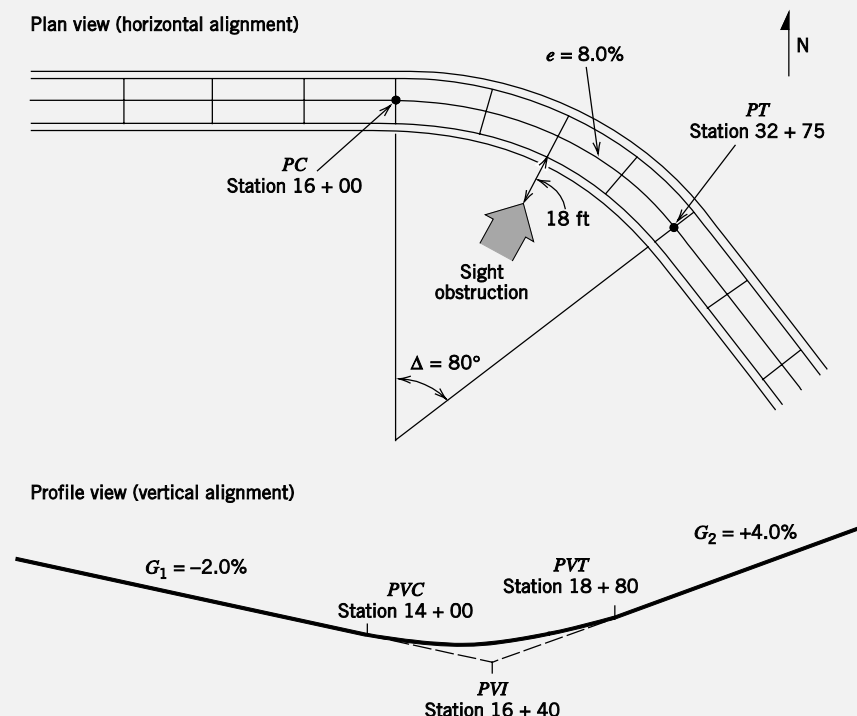 Plan view (horizontal alignment)
N
e = 8.0%
PT
Station 32 + 75
PC
Station 16 + 00
18 ft
Sight
obstruction
Δ = 80°
Profile view (vertical alignment)
G2 = +4.0%
G1 = –2.0%
PVT
Station 18 + 80
PVC
Station 14 + 00
PVI
Station 16 + 40